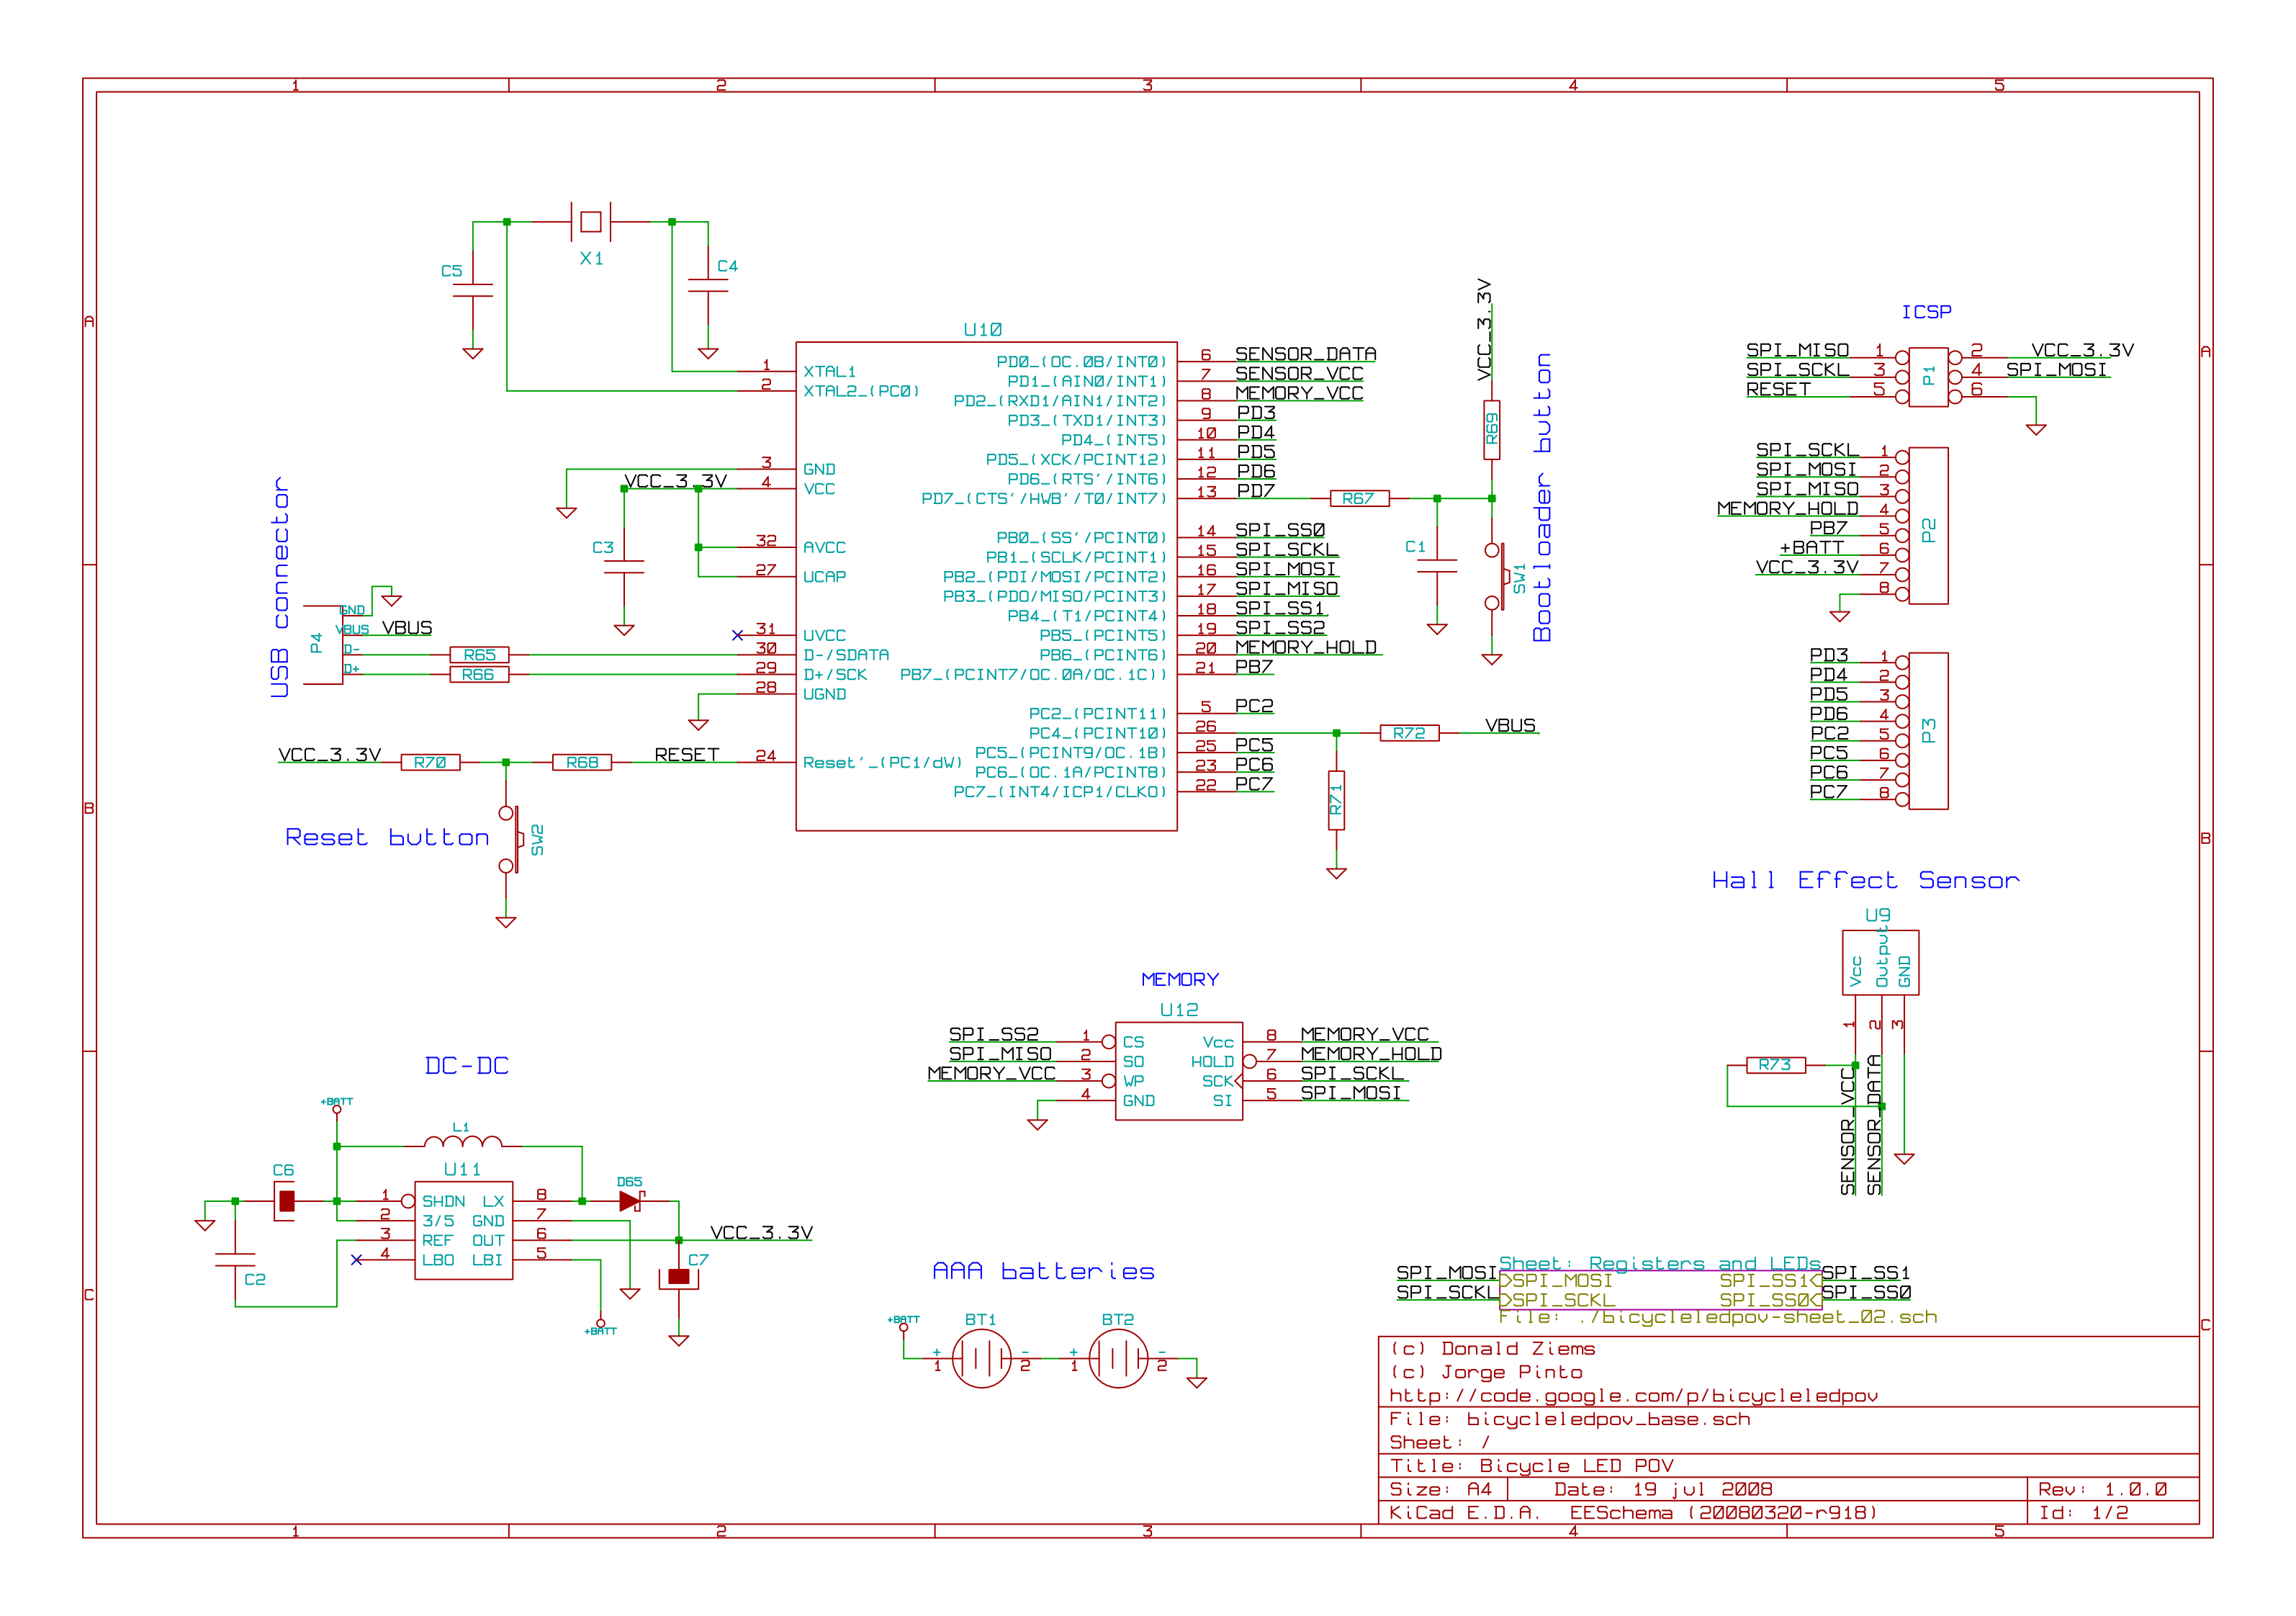 1 2 3 4 5
A
A
B
B
C
C
X1
C5
C4
U10
1 XTAL1
2 XTAL2_(PC0)
3 GND
VCC_3.3V
4 VCC
32 AVCC
27 UCAP
31 UVCC
30 D-/SDATA
29 D+/SCK
28 UGND
24 Reset'_(PC1/dW)
PD0_(OC.0B/INT0) 6 SENSOR_DATA
PD1_(AIN0/INT1) 7 SENSOR_VCC
PD2_(RXD1/AIN1/INT2) 8 MEMORY_VCC
PD3_(TXD1/INT3) 9 PD3
PD4_(INT5) 10 PD4
PD5_(XCK/PCINT12) 11 PD5
PD6_(RTS'/INT6) 12 PD6
PD7_(CTS'/HWB'/T0/INT7) 13 PD7
PB0_(SS'/PCINT0) 14 SPI_SS0
PB1_(SCLK/PCINT1) 15 SPI_SCKL
PB2_(PDI/MOSI/PCINT2) 16 SPI_MOSI
PB3_(PDO/MISO/PCINT3) 17 SPI_MISO
PB4_(T1/PCINT4) 18 SPI_SS1
PB5_(PCINT5) 19 SPI_SS2
PB6_(PCINT6) 20 MEMORY_HOLD
PB7_(PCINT7/OC.0A/OC.1C)) 21 PB7
PC2_(PCINT11) 5 PC2
PC4_(PCINT10) 26
PC5_(PCINT9/OC.1B) 25 PC5
PC6_(OC.1A/PCINT8) 23 PC6
PC7_(INT4/ICP1/CLKO) 22 PC7
C3
USB connector
P4
GND
VBUS VBUS
D- R65
D+ R66
VCC_3.3V R70 R68 RESET
Reset button
SW2
VCC_3.3V
R69
R67
C1
SW1
Bootloader button
R72 VBUS
R71
ICSP
P1
SPI_MISO 1 2 VCC_3.3V
SPI_SCKL 3 4 SPI_MOSI
RESET 5 6
P2
SPI_SCKL 1
SPI_MOSI 2
SPI_MISO 3
MEMORY_HOLD 4
PB7 5
+BATT 6
VCC_3.3V 7
8
P3
PD3 1
PD4 2
PD5 3
PD6 4
PC2 5
PC5 6
PC6 7
PC7 8
Hall Effect Sensor
U9
Vcc
Output
GND
1
2
3
R73
SENSOR_VCC
SENSOR_DATA
MEMORY
U12
SPI_SS2 1 CS Vcc 8 MEMORY_VCC
SPI_MISO 2 SO HOLD 7 MEMORY_HOLD
MEMORY_VCC 3 WP SCK 6 SPI_SCKL
4 GND SI 5 SPI_MOSI
DC-DC
+BATT
L1
U11
C6
D65
1 SHDN LX 8
2 3/5 GND 7
3 REF OUT 6 VCC_3.3V
4 LBO LBI 5
C2
C7
+BATT
AAA batteries
+BATT BT1 BT2
+ - + -
1 2 1 2
Sheet: Registers and LEDs
SPI_MOSI SPI_MOSI SPI_SS1 SPI_SS1
SPI_SCKL SPI_SCKL SPI_SS0 SPI_SS0
File: ./bicycleledpov-sheet_02.sch
(c) Donald Ziems
(c) Jorge Pinto
http://code.google.com/p/bicycleledpov
File: bicycleledpov_base.sch
Sheet: /
Title: Bicycle LED POV
Size: A4 Date: 19 jul 2008 Rev: 1.0.0
KiCad E.D.A. EESchema (20080320-r918) Id: 1/2
1 2 3 4 5